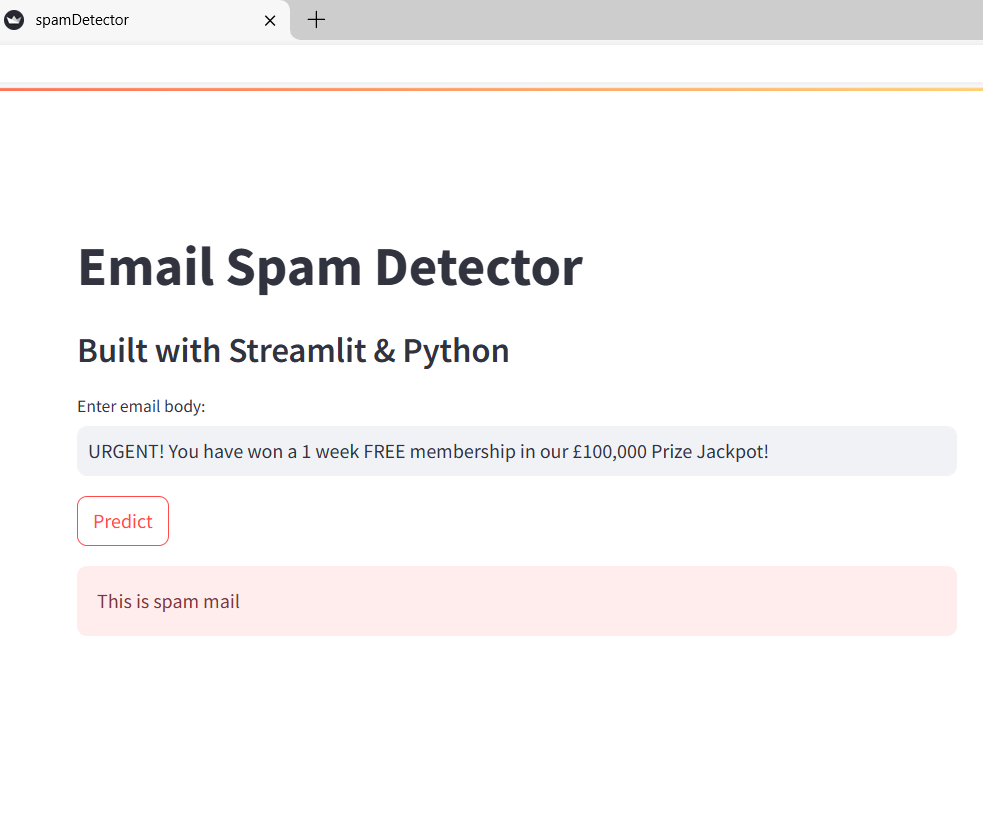 spamDetector
Email Spam Detector
Built with Streamlit & Python
Enter email body:
URGENT! You have won a 1 week FREE membership in our £100,000 Prize Jackpot!
Predict
This is spam mail